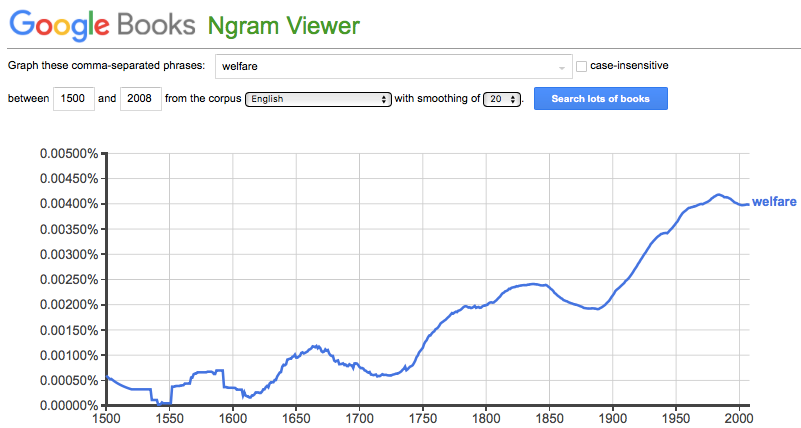 Google Books Ngram Viewer
Graph these comma-separated phrases: welfare case-insensitive
between 1500 and 2008 from the corpus English with smoothing of 20 . Search lots of books
0.00500%
0.00450%
0.00400%
welfare
0.00350%
0.00300%
0.00250%
0.00200%
0.00150%
0.00100%
0.00050%
0.00000%
1500 1550 1600 1650 1700 1750 1800 1850 1900 1950 2000